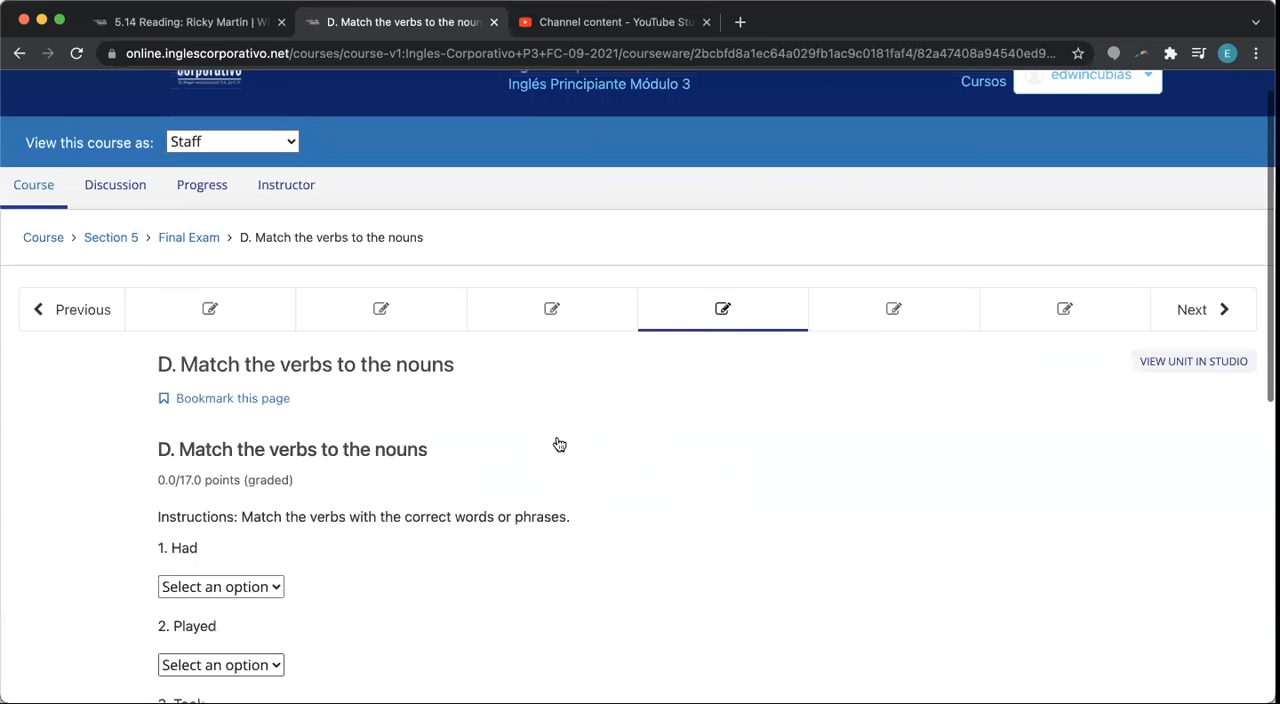 5.14 Reading: Ricky Martin | W
D. Match the verbs to the noun
Channel content - YouTube Stu
online.inglescorporativo.net/courses/course-v1:Ingles-Corporativo+P3+FC-09-2021/courseware/2bcbfd8a1ec64a029fb1ac9c0181faf4/82a47408a94540ed9...
E
corporativo
Inglés Principiante Módulo 3
Cursos
edwincubias
View this course as:
Staff
Course
Discussion
Progress
Instructor
Course > Section 5 > Final Exam > D. Match the verbs to the nouns
Previous
Next
D. Match the verbs to the nouns
VIEW UNIT IN STUDIO
Bookmark this page
D. Match the verbs to the nouns
0.0/17.0 points (graded)
Instructions: Match the verbs with the correct words or phrases.
1. Had
Select an option
2. Played
Select an option